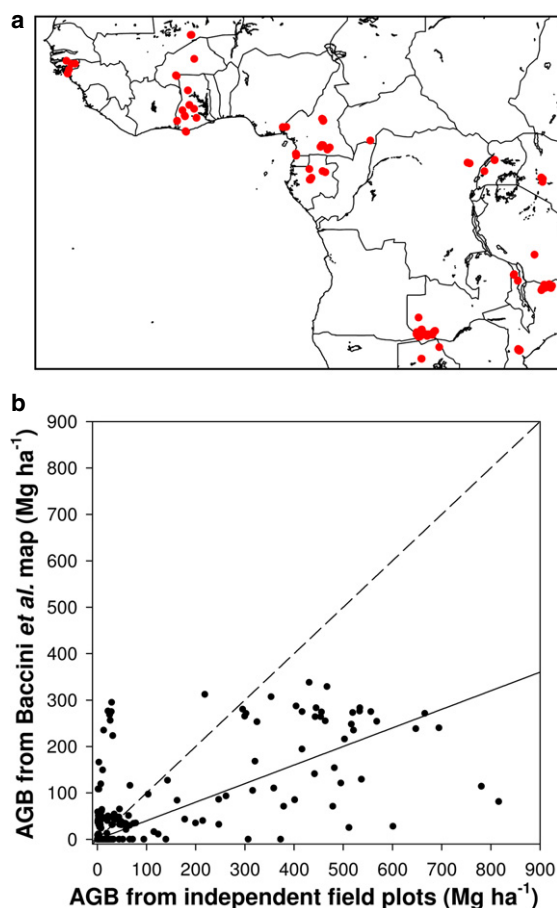 a
b
900
800
700
600
500
400
300
200
100
0
AGB from Baccini et al. map (Mg ha⁻¹)
0 100 200 300 400 500 600 700 800 900
AGB from independent field plots (Mg ha⁻¹)